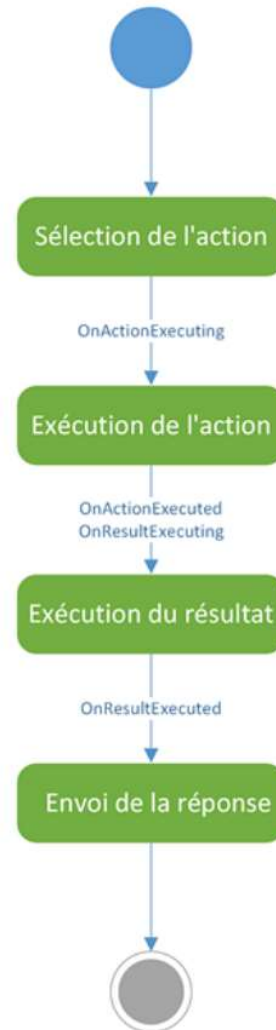 Sélection de l'action
OnActionExecuting
Exécution de l'action
OnActionExecuted
OnResultExecuting
Exécution du résultat
OnResultExecuted
Envoi de la réponse